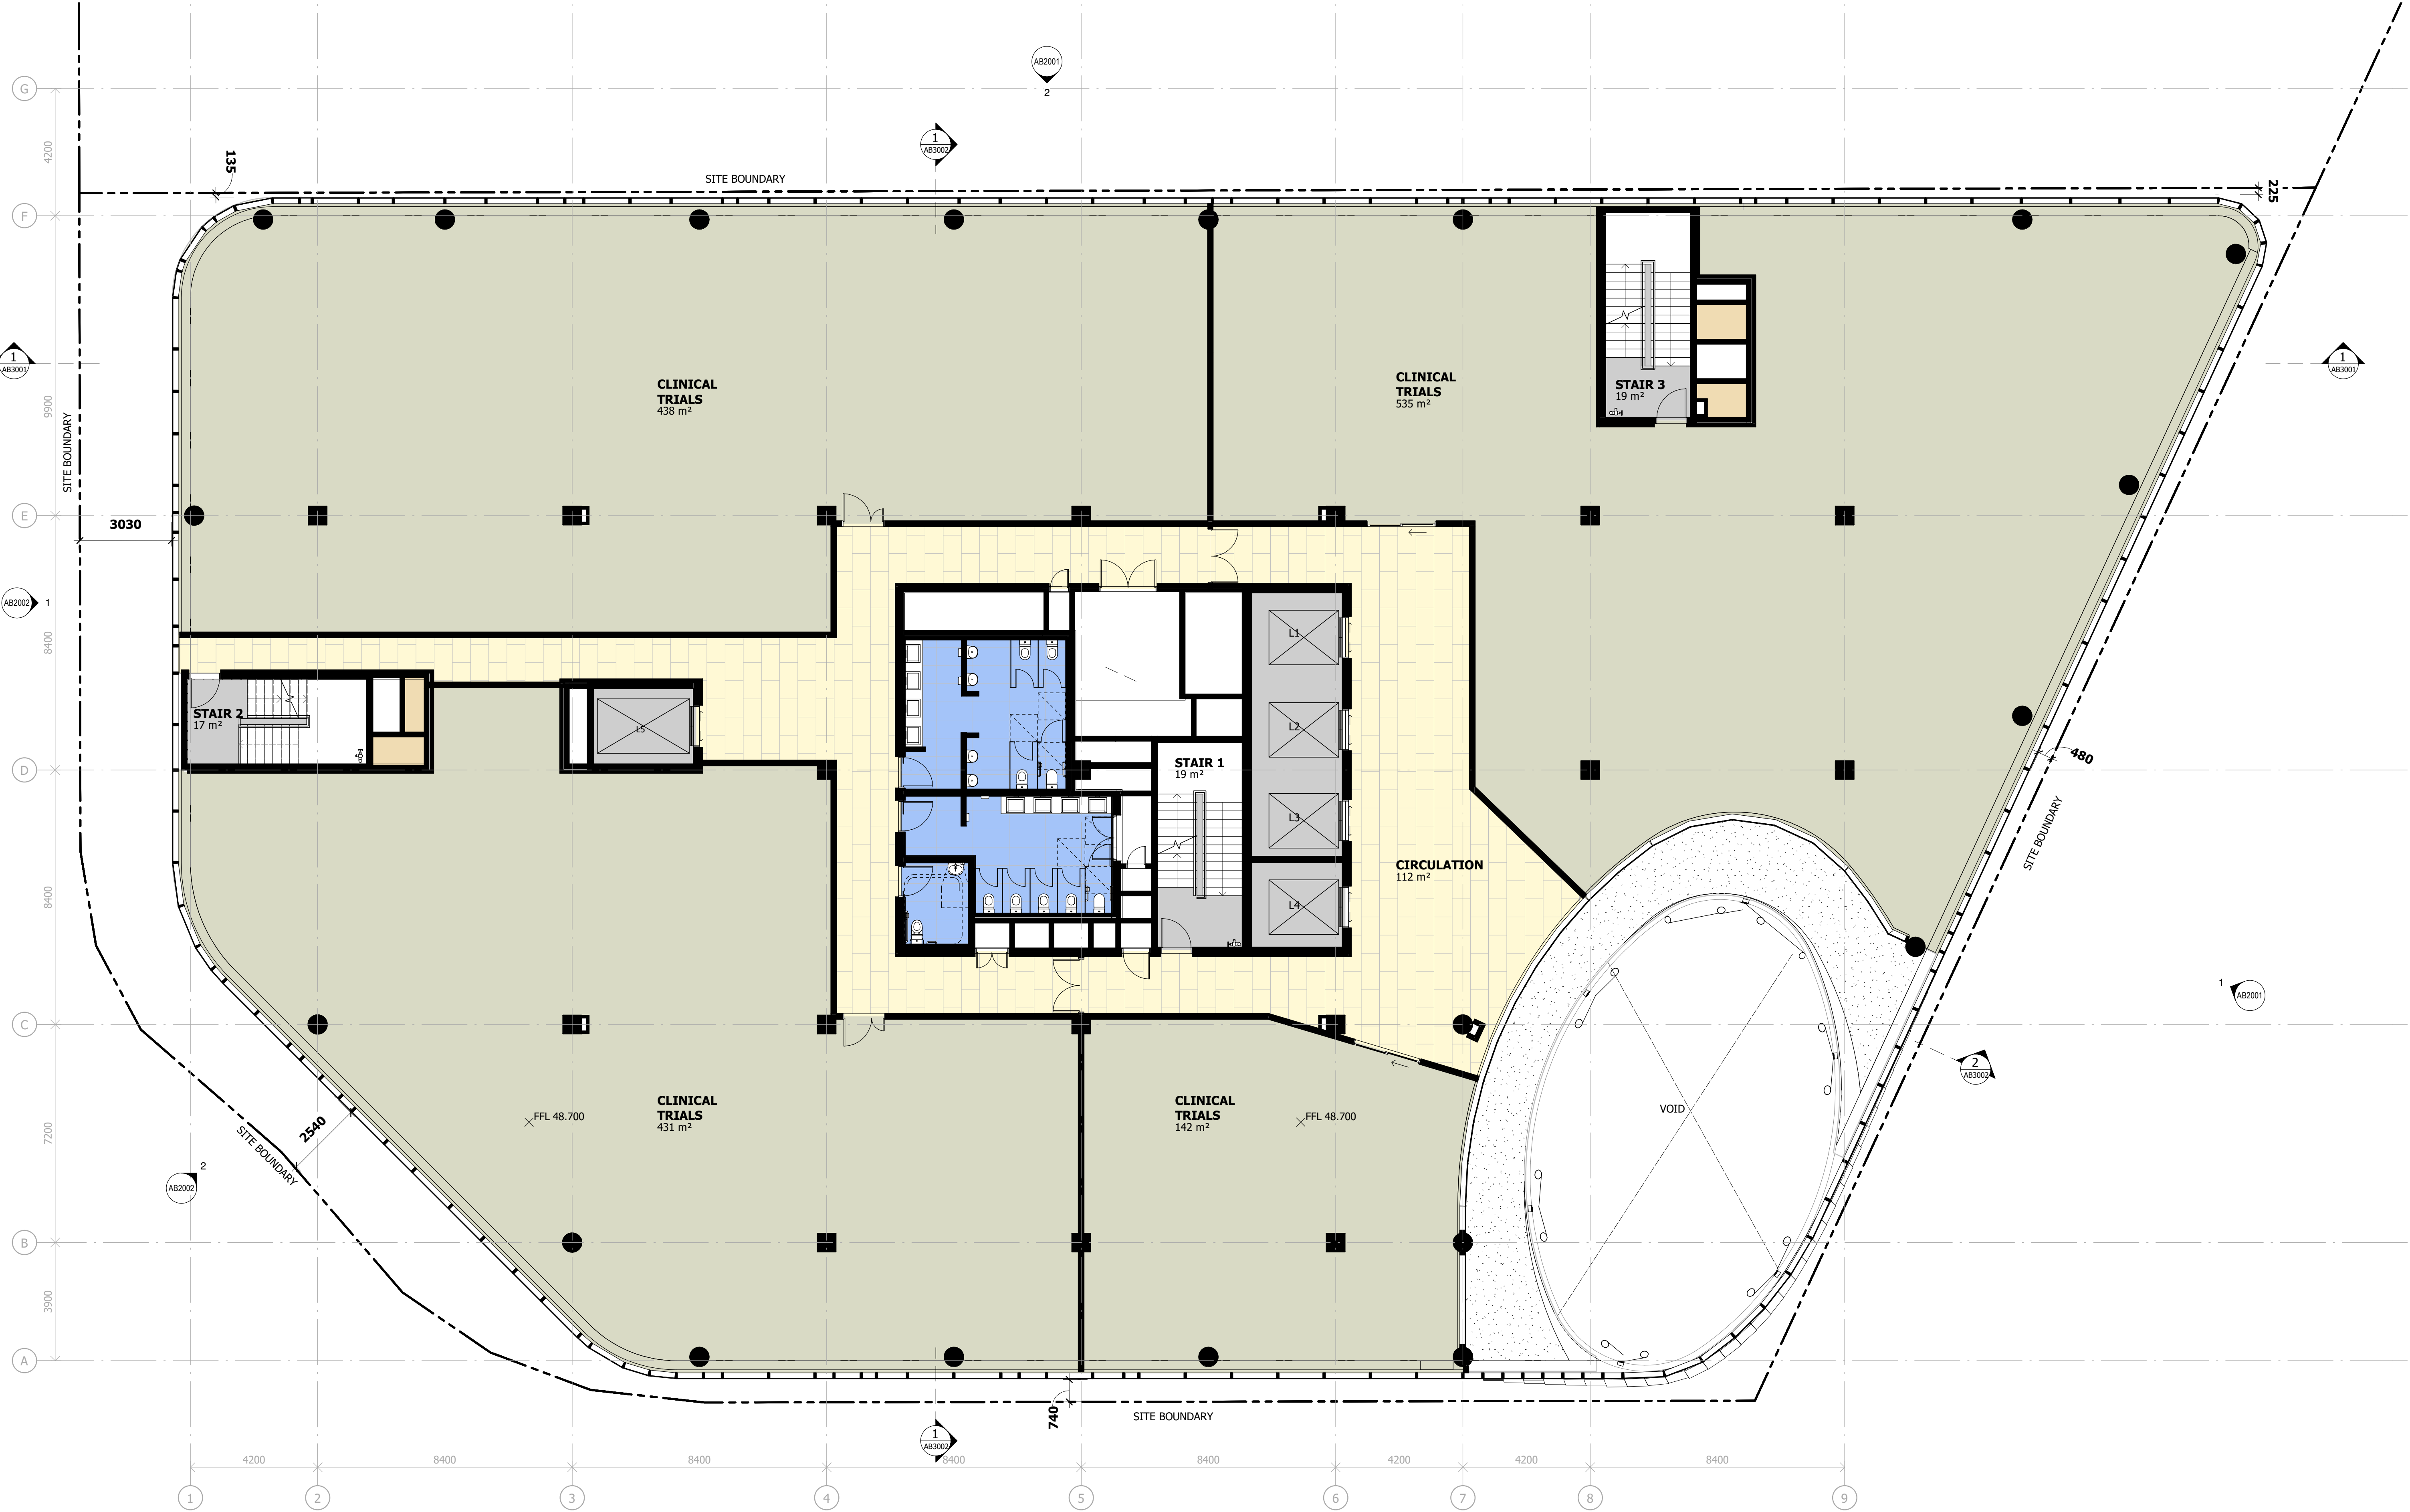 AB2001
2
G
4200
1
AB3002
135
SITE BOUNDARY
225
F
1
AB3001
9900
SITE BOUNDARY
CLINICAL
TRIALS
438 m²
CLINICAL
TRIALS
535 m²
STAIR 3
19 m²
1
AB3001
E
3030
AB2002
1
8400
L1
STAIR 2
17 m²
L5
L2
D
STAIR 1
19 m²
480
L3
SITE BOUNDARY
CIRCULATION
112 m²
8400
L4
1
AB2001
C
2
AB3002
CLINICAL
TRIALS
431 m²
FFL 48.700
CLINICAL
TRIALS
142 m²
FFL 48.700
VOID
7200
2540
SITE BOUNDARY
2
AB2002
B
3900
A
740
SITE BOUNDARY
1
AB3002
4200
8400
8400
8400
8400
4200
4200
8400
1
2
3
4
5
6
7
8
9